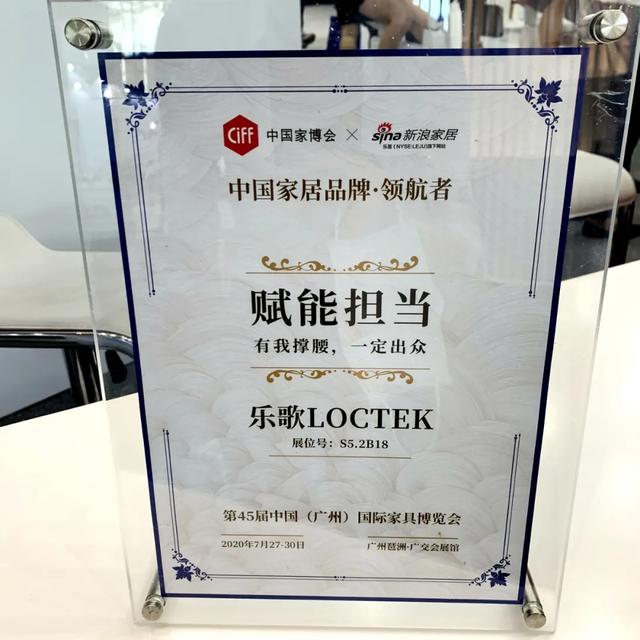 CiFF 中国家博会 × sina新浪家居
乐居(NYSE:LEJU)旗下网站
中国家居品牌·领航者
赋能担当
有我撑腰，一定出众
乐歌LOCTEK
展位号：S5.2B18
第45届中国（广州）国际家具博览会
2020年7月27-30日 广州琶洲·广交会展馆